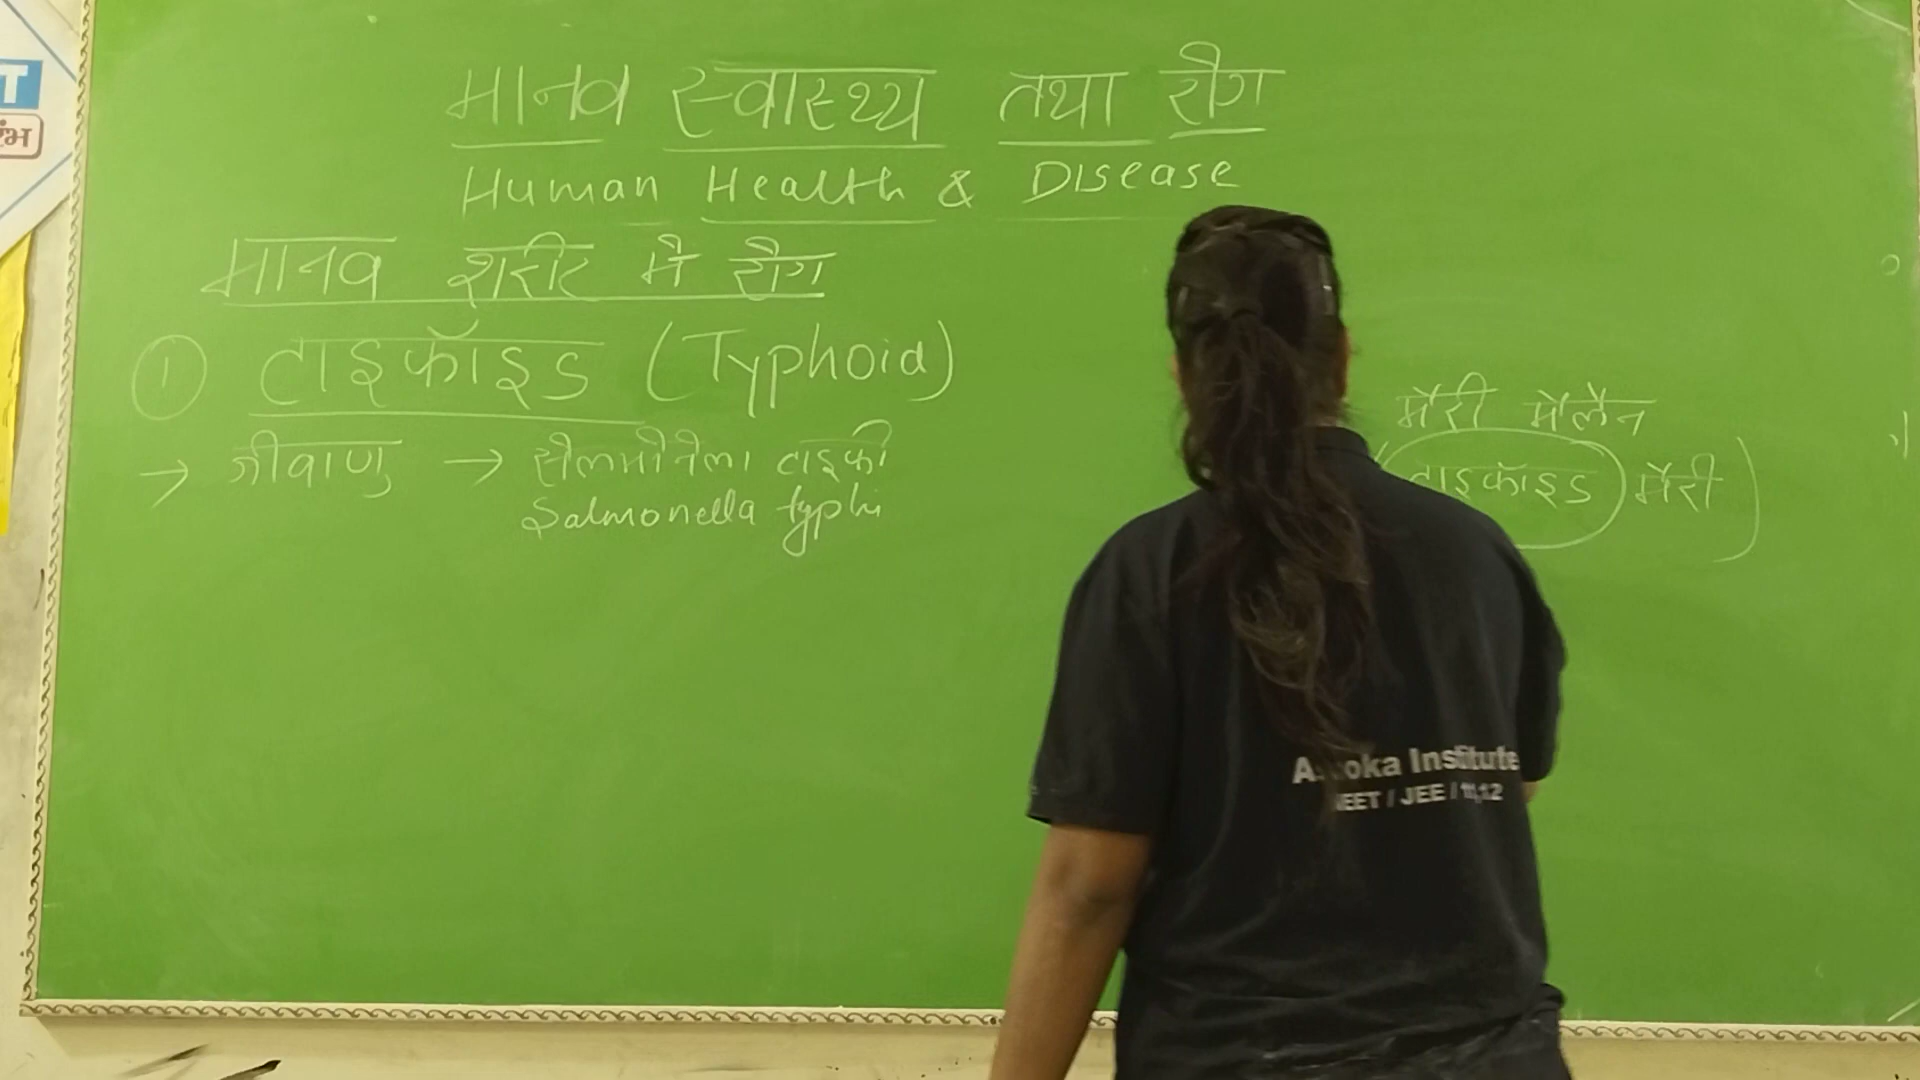 मानव स्वास्थ्य तथा रोग
Human Health & Disease
मानव शरीर में रोग
① टाइफॉइड (Typhoid)
→ जीवाणु → सैलमोनेला टाइफी
Salmonella typhi
मैरी मैलॅन
(टाइफॉइड मैरी)
T
Institute
NEET / JEE / 11,12